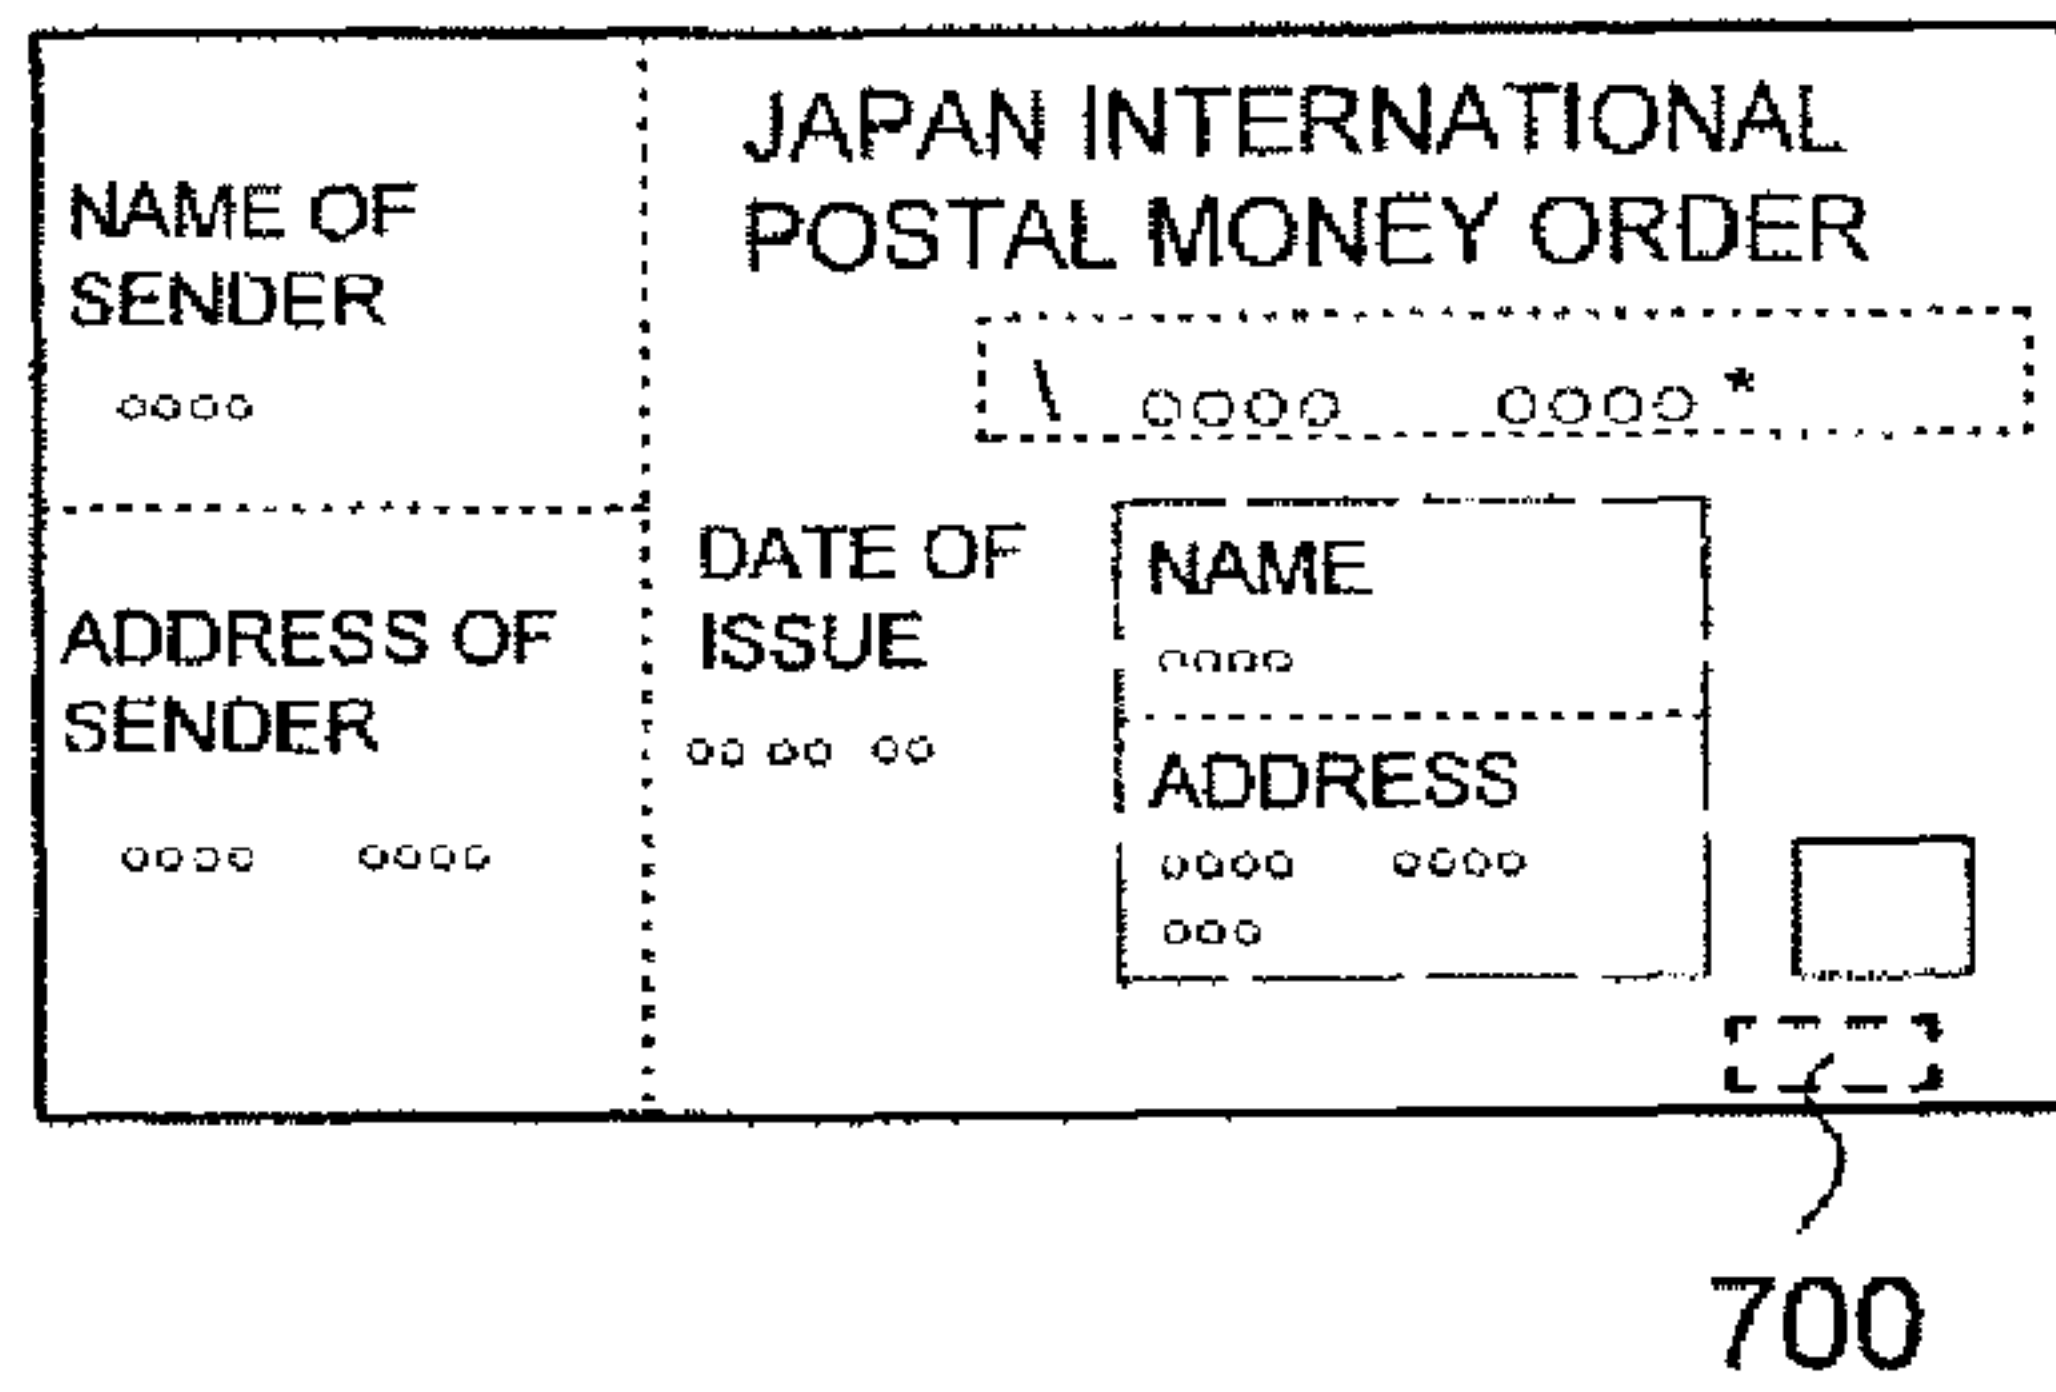 NAME OF
SENDER
○○○○
ADDRESS OF
SENDER
○○○○ ○○○○
JAPAN INTERNATIONAL
POSTAL MONEY ORDER
\ ○○○○ ○○○○*
DATE OF
ISSUE
○○ ○○ ○○
NAME
○○○○
ADDRESS
○○○○ ○○○○
○○○
700